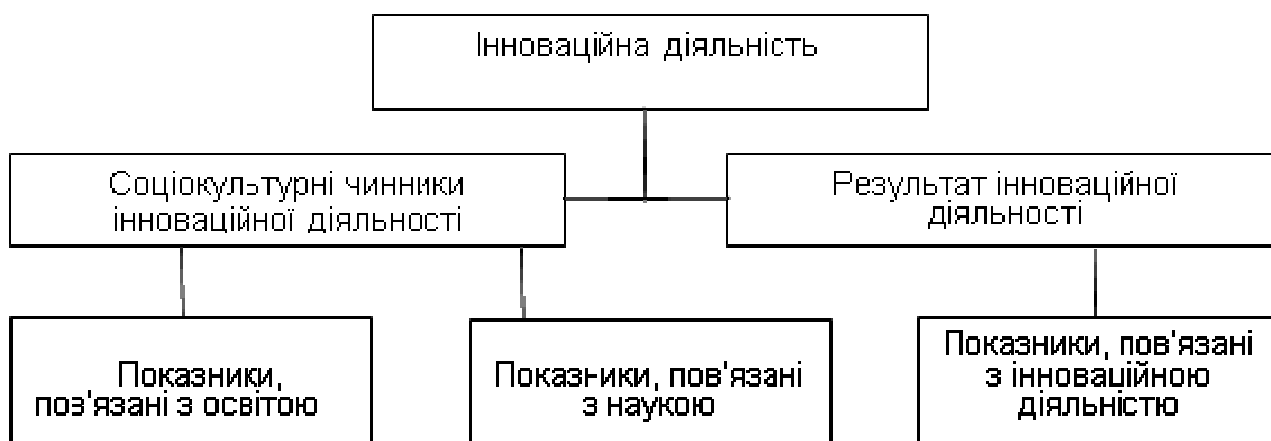 Інноваційна діяльність
Соціокультурні чинники
інноваційної діяльності
Результат інноваційної
діяльності
Показники,
пов'язані з освітою
Показники, пов'язані
з наукою
Показники, пов'язані
з інноваційною
діяльністю